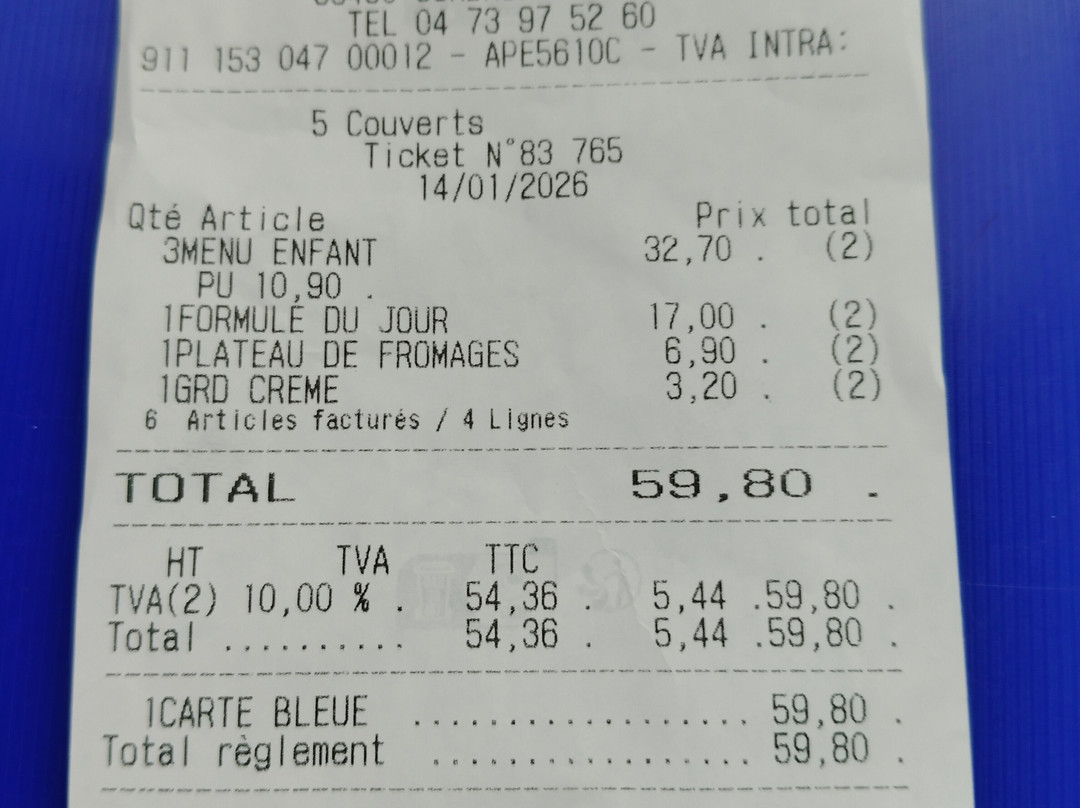 TEL 04 73 97 52 60
911 153 047 00012 - APE5610C - TVA INTRA:
5 Couverts
Ticket N°83 765
14/01/2026
Qté Article Prix total
3MENU ENFANT 32,70 . (2)
PU 10,90 .
1FORMULE DU JOUR 17,00 . (2)
1PLATEAU DE FROMAGES 6,90 . (2)
1GRD CREME 3,20 . (2)
6 Articles facturés / 4 Lignes
TOTAL 59,80 .
HT TVA TTC
TVA(2) 10,00 % . 54,36 . 5,44 .59,80 .
Total .......... 54,36 . 5,44 .59,80 .
1CARTE BLEUE .................. 59,80 .
Total règlement ................. 59,80 .